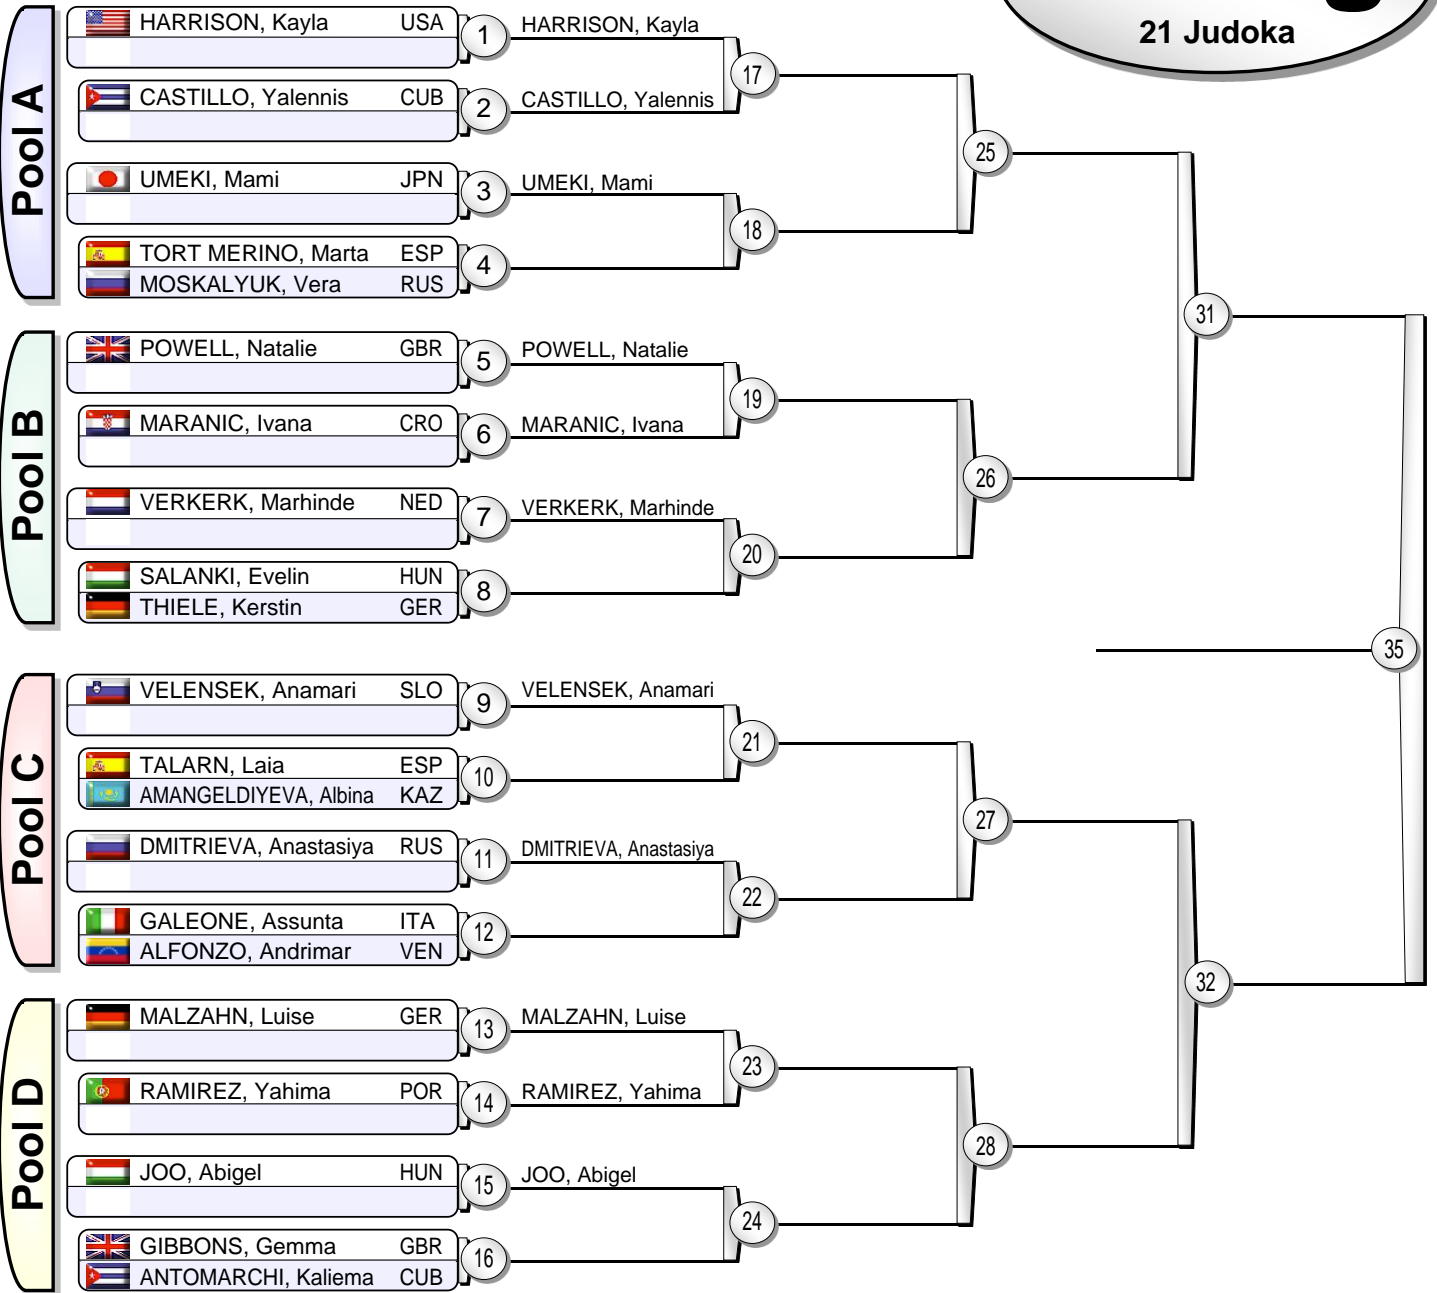 21 Judoka
Pool A
HARRISON, Kayla USA 1 HARRISON, Kayla
17
CASTILLO, Yalennis CUB 2 CASTILLO, Yalennis
25
UMEKI, Mami JPN 3 UMEKI, Mami
18
TORT MERINO, Marta ESP 4
MOSKALYUK, Vera RUS
31
Pool B
POWELL, Natalie GBR 5 POWELL, Natalie
19
MARANIC, Ivana CRO 6 MARANIC, Ivana
26
VERKERK, Marhinde NED 7 VERKERK, Marhinde
20
SALANKI, Evelin HUN 8
THIELE, Kerstin GER
35
Pool C
VELENSEK, Anamari SLO 9 VELENSEK, Anamari
21
TALARN, Laia ESP 10
AMANGELDIYEVA, Albina KAZ
27
DMITRIEVA, Anastasiya RUS 11 DMITRIEVA, Anastasiya
22
GALEONE, Assunta ITA 12
ALFONZO, Andrimar VEN
32
Pool D
MALZAHN, Luise GER 13 MALZAHN, Luise
23
RAMIREZ, Yahima POR 14 RAMIREZ, Yahima
28
JOO, Abigel HUN 15 JOO, Abigel
24
GIBBONS, Gemma GBR 16
ANTOMARCHI, Kaliema CUB